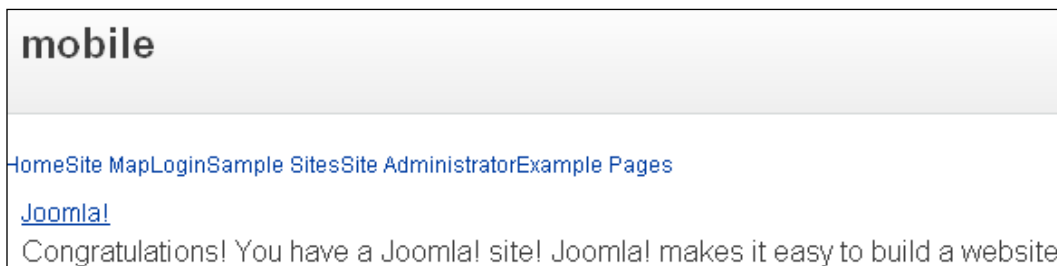 mobile
HomeSite MapLoginSample SitesSite AdministratorExample Pages
Joomla!
Congratulations! You have a Joomla! site! Joomla! makes it easy to build a website